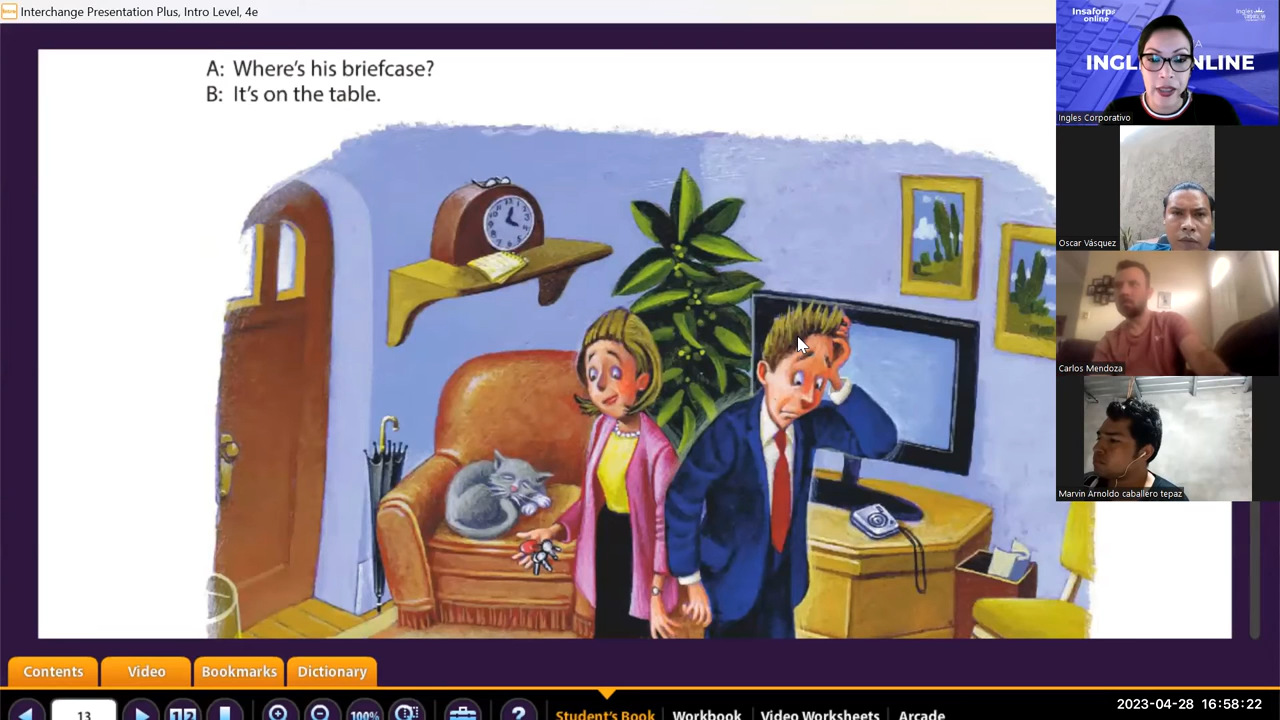 Interchange Presentation Plus, Intro Level, 4e
A: Where's his briefcase?
B: It's on the table.
Insaforp
online
INGL NLINE
Ingles Corporativo
Oscar Vásquez
Carlos Mendoza
Marvin Arnoldo caballero tepaz
Contents
Video
Bookmarks
Dictionary
13
100%
?
Student's Book
Workbook
Video Worksheets
Arcade
2023-04-28 16:58:22